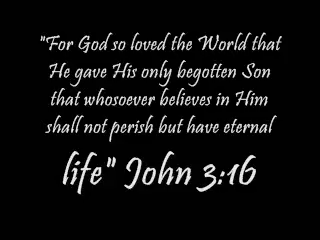 "For God so loved the World that
He gave His only begotten Son
that whosoever believes in Him
shall not perish but have eternal
life" John 3:16